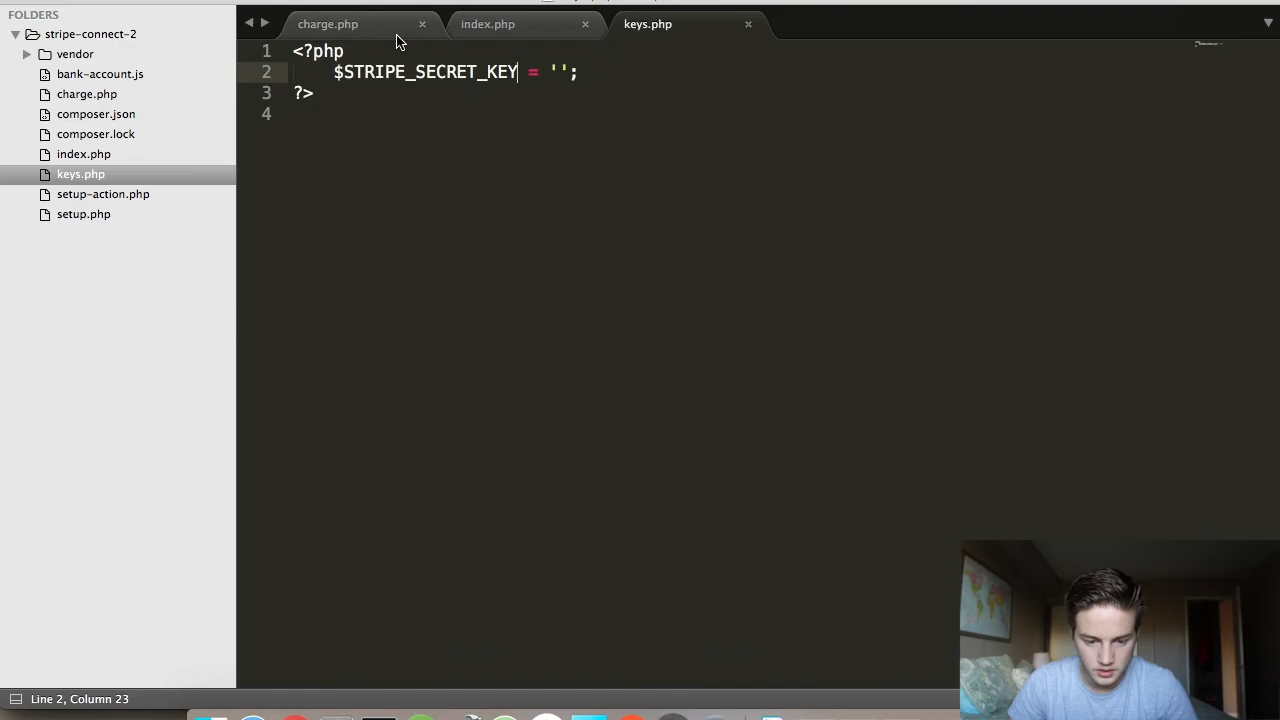 FOLDERS
stripe-connect-2
vendor
bank-account.js
charge.php
composer.json
composer.lock
index.php
keys.php
setup-action.php
setup.php
charge.php × index.php × keys.php ×
1 <?php
2 $STRIPE_SECRET_KEY = '';
3 ?>
4
Line 2, Column 23